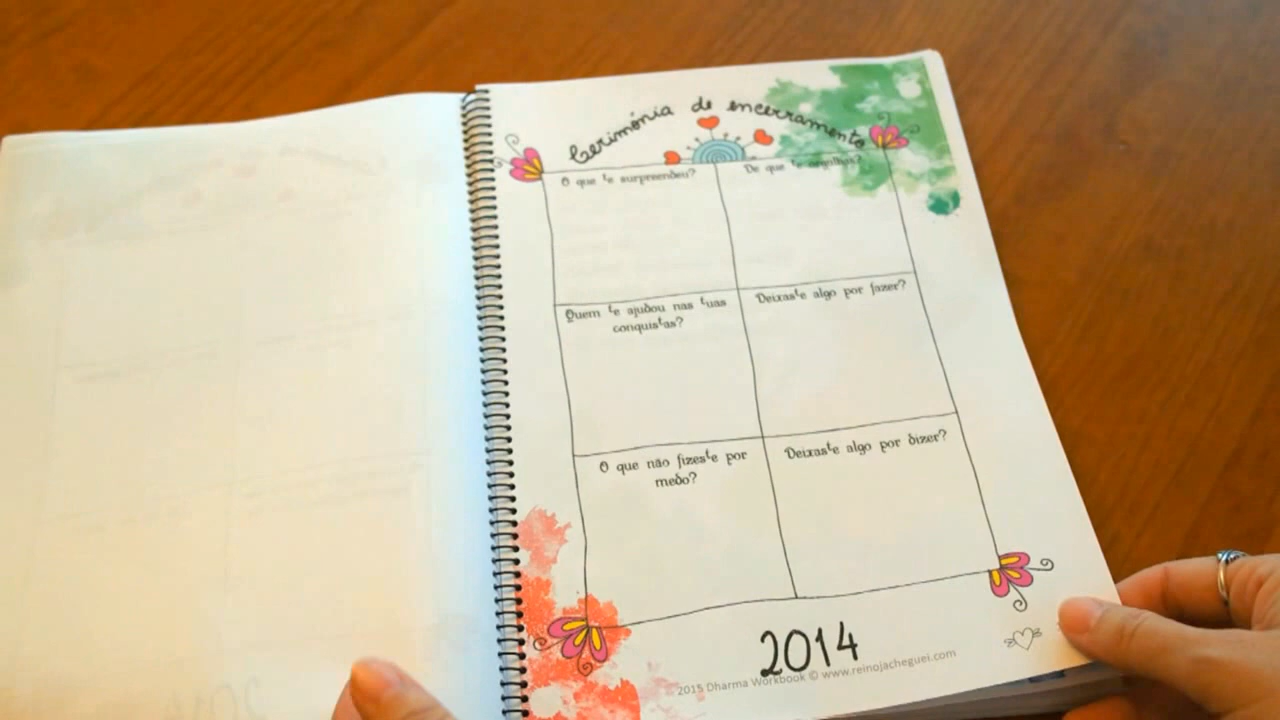 Cerimónia de encerramento
O que te surpreendeu?
De que te orgulhas?
Quem te ajudou nas tuas
conquistas?
Deixaste algo por fazer?
O que não fizeste por
medo?
Deixaste algo por dizer?
2014
2015 Dharma Workbook © www.reinojacheguei.com